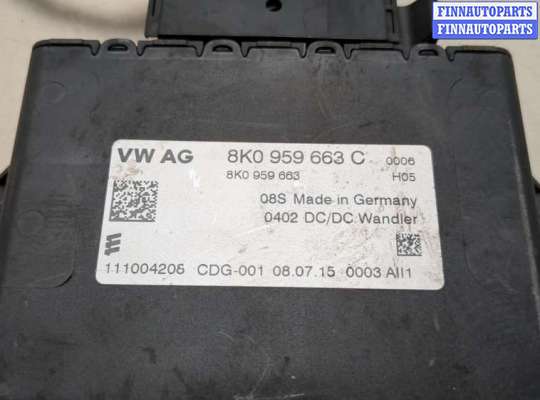 FINNAUTOPARTS
FINNAUTOPARTS
VW AG 8K0 959 663 C 0006
8K0 959 663 H05
08S Made in Germany
0402 DC/DC Wandler
111004205 CDG-001 08.07.15 0003 AII1